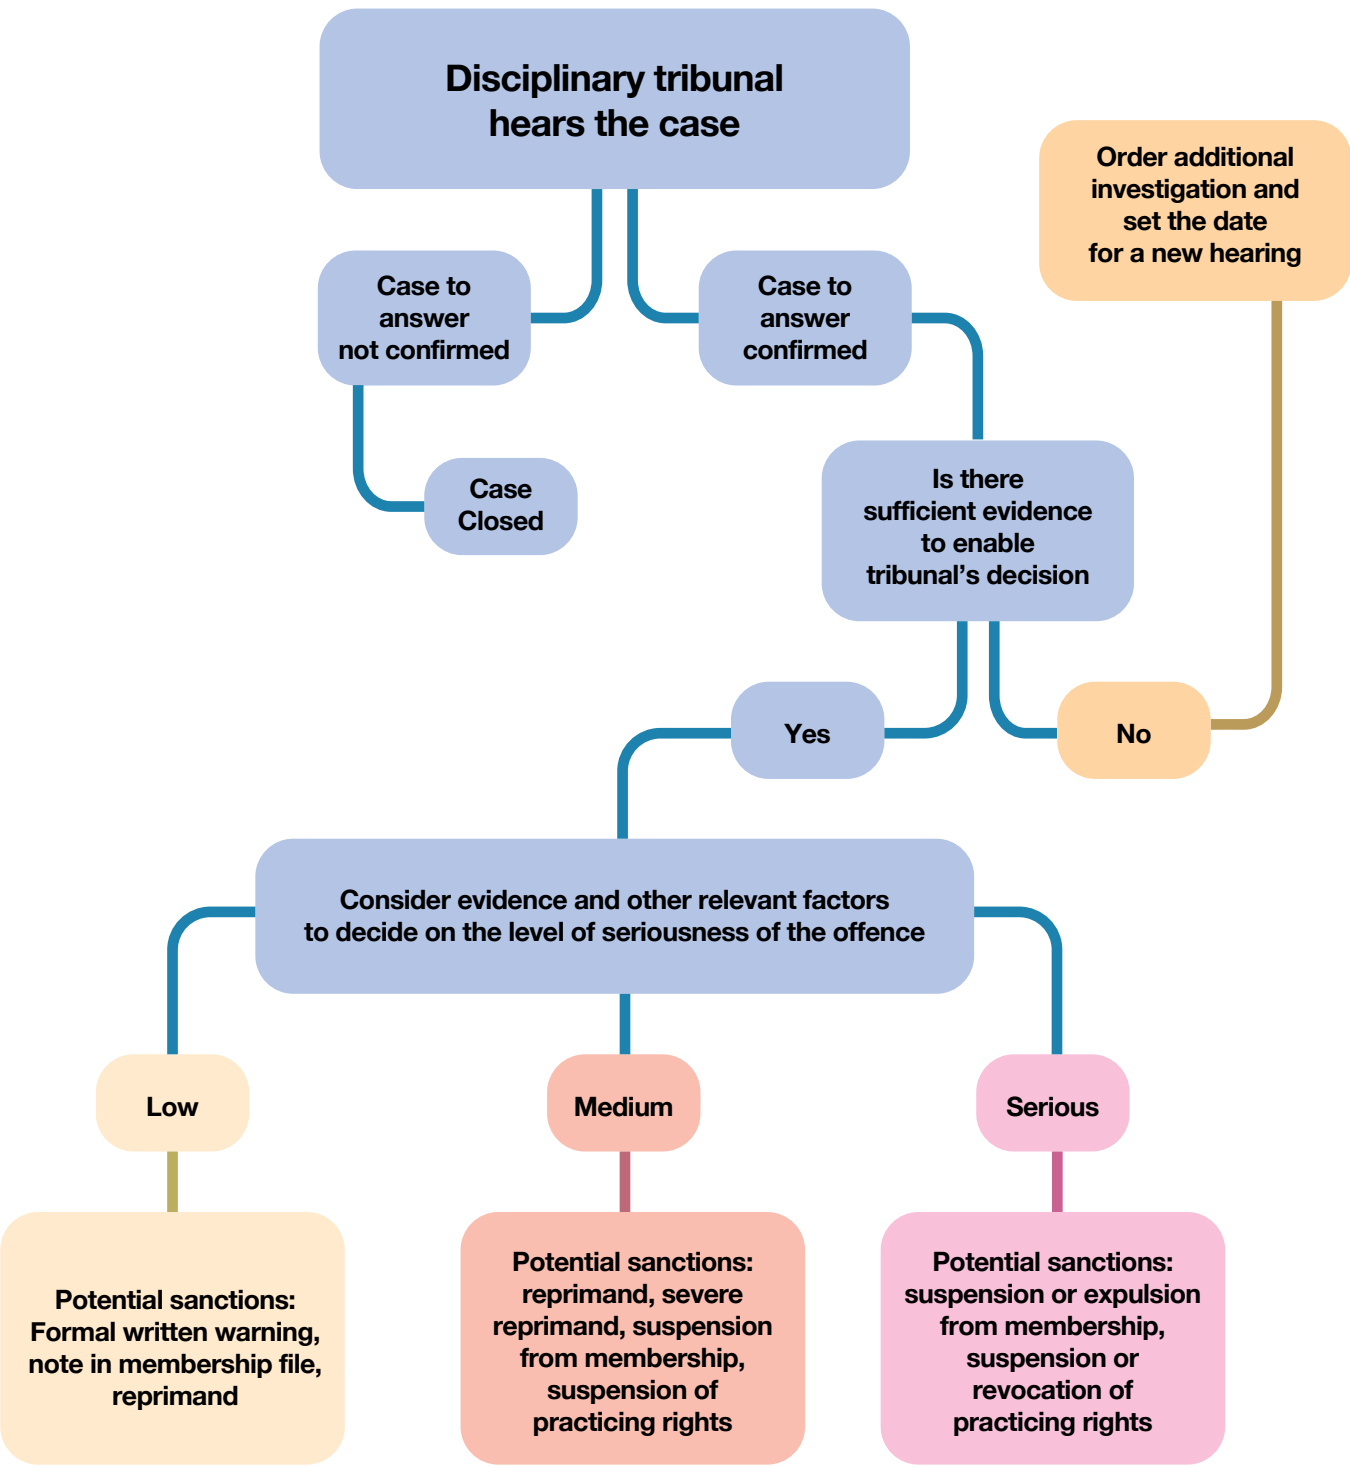 Disciplinary tribunal
hears the case
Order additional
investigation and
set the date
for a new hearing
Case to
answer
not confirmed
Case to
answer
confirmed
Case
Closed
Is there
sufficient evidence
to enable
tribunal’s decision
Yes
No
Consider evidence and other relevant factors
to decide on the level of seriousness of the offence
Low
Medium
Serious
Potential sanctions:
Formal written warning,
note in membership file,
reprimand
Potential sanctions:
reprimand, severe
reprimand, suspension
from membership,
suspension of
practicing rights
Potential sanctions:
suspension or expulsion
from membership,
suspension or
revocation of
practicing rights